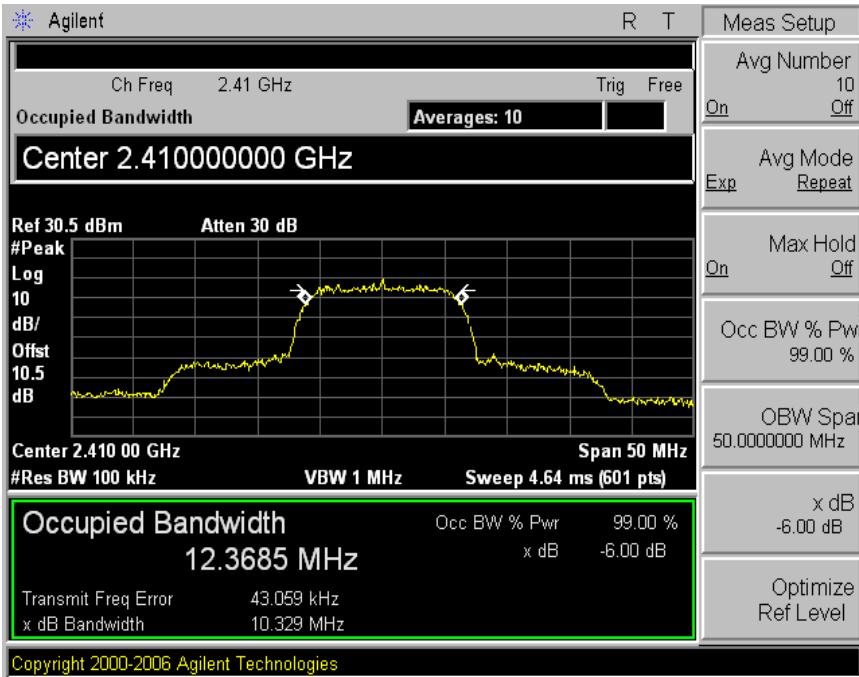 Agilent R T
Ch Freq 2.41 GHz Trig Free
Occupied Bandwidth Averages: 10
Center 2.410000000 GHz
Ref 30.5 dBm Atten 30 dB
#Peak
Log
10
dB/
Offst
10.5
dB
Center 2.410 00 GHz Span 50 MHz
#Res BW 100 kHz VBW 1 MHz Sweep 4.64 ms (601 pts)
Occupied Bandwidth Occ BW % Pwr 99.00 %
12.3685 MHz x dB -6.00 dB
Transmit Freq Error 43.059 kHz
x dB Bandwidth 10.329 MHz
Copyright 2000-2006 Agilent Technologies
Meas Setup
Avg Number
10
On Off
Avg Mode
Exp Repeat
Max Hold
On Off
Occ BW % Pw
99.00 %
OBW Spa
50.0000000 MHz
x dB
-6.00 dB
Optimize
Ref Level